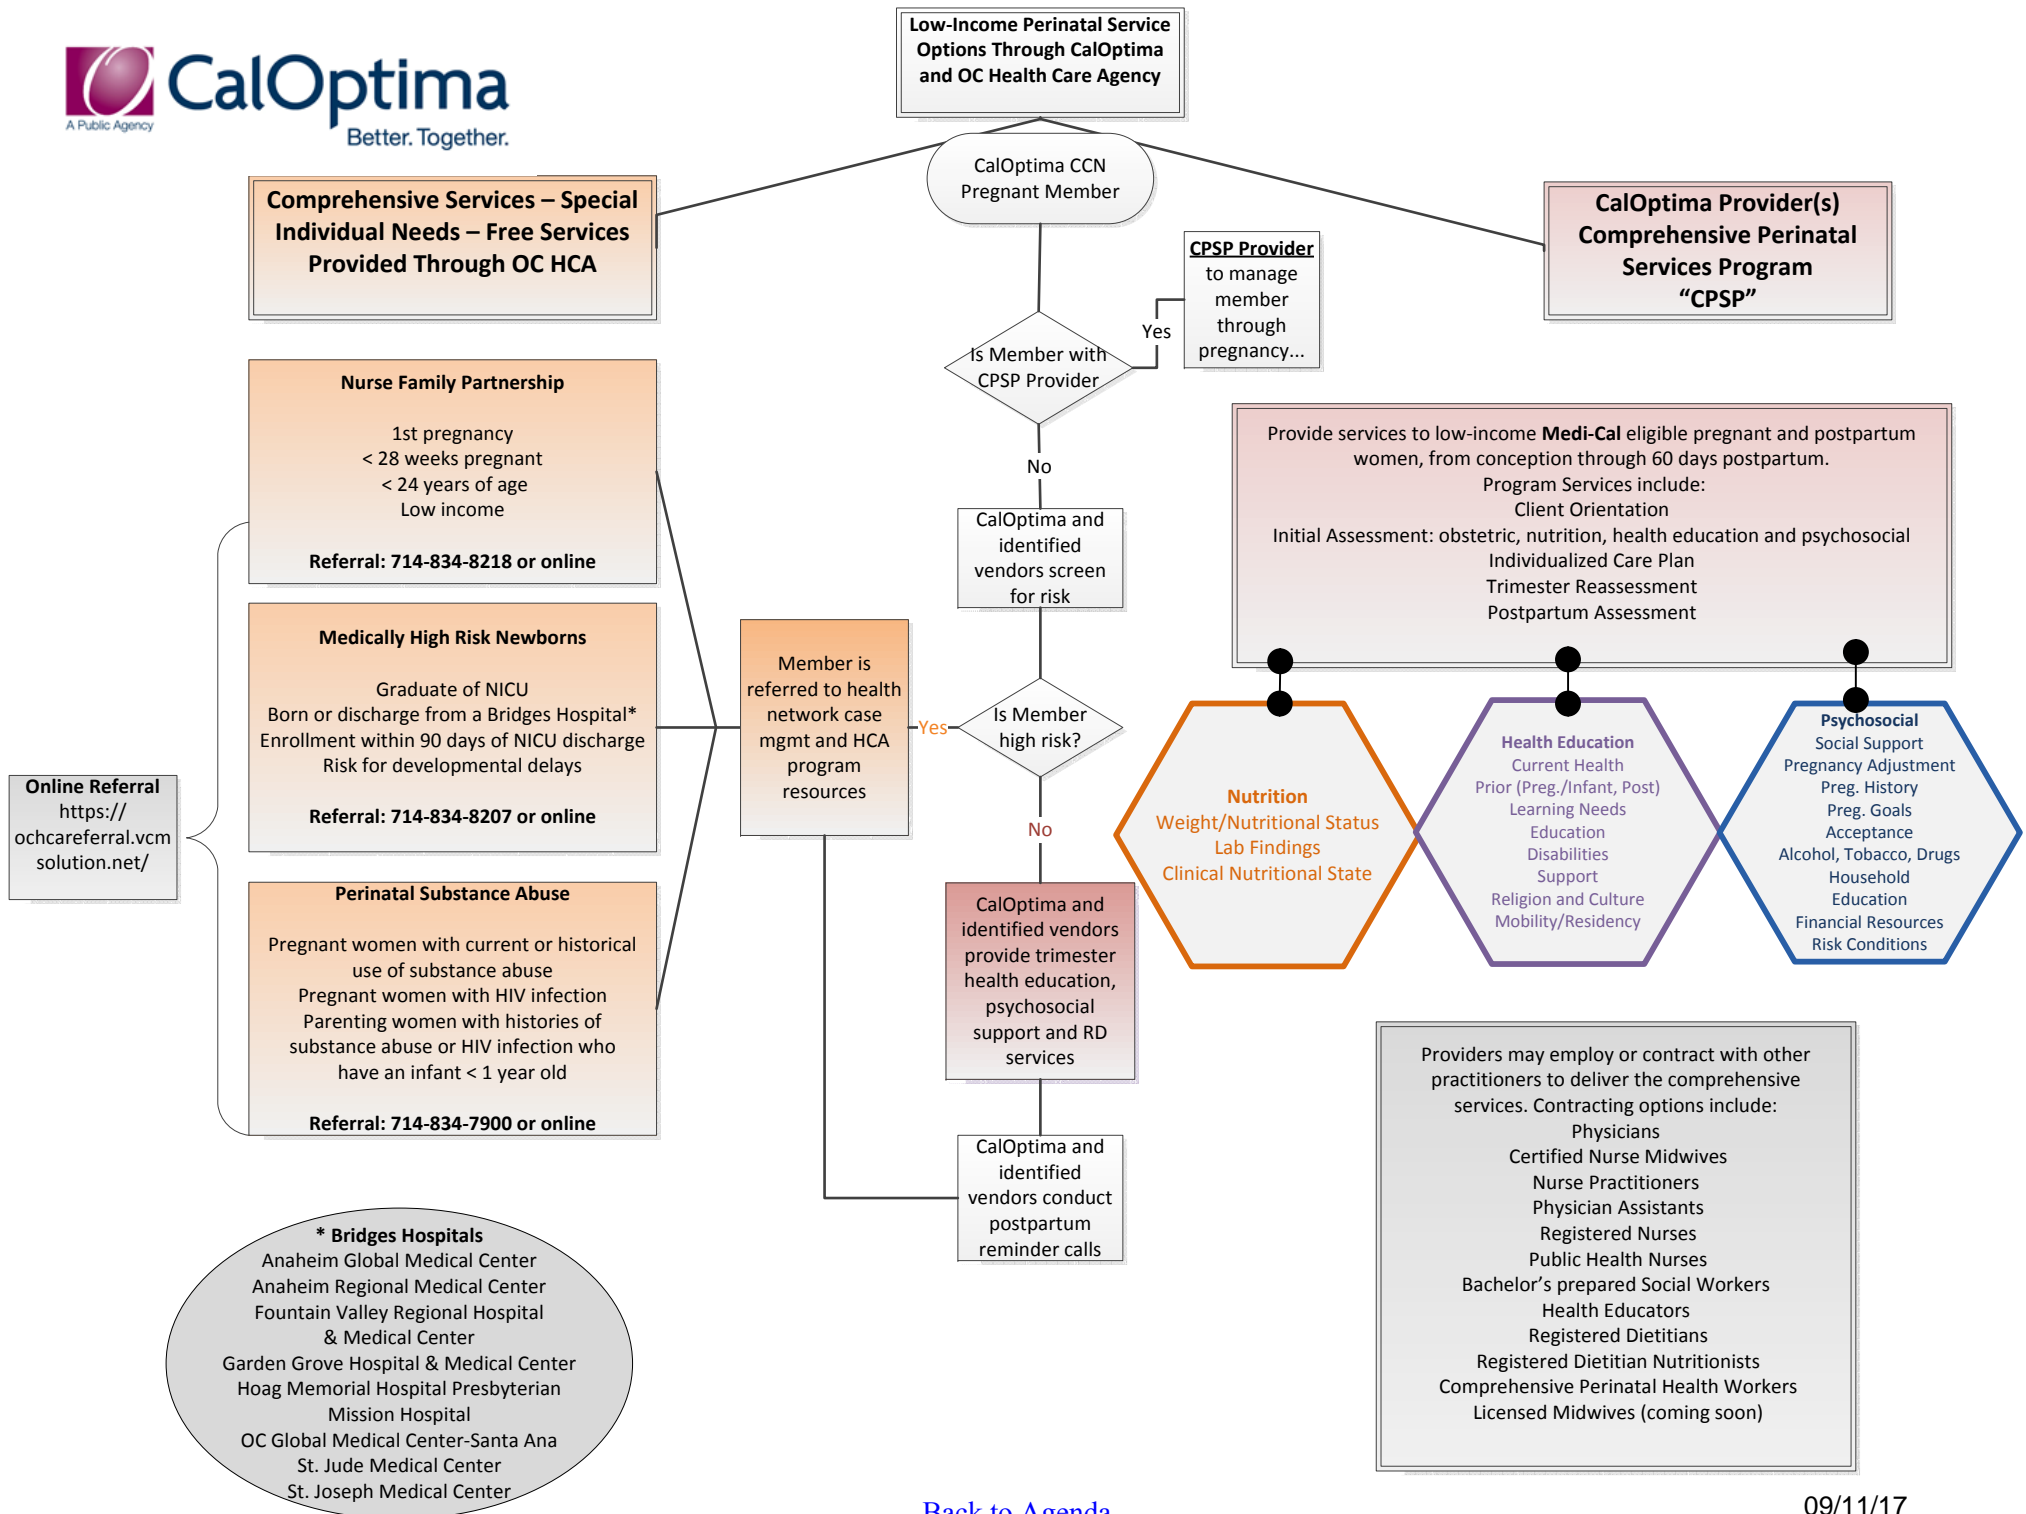 Low-Income Perinatal Service
Options Through CalOptima
and OC Health Care Agency
CalOptima
A Public Agency
Better. Together.
CalOptima CCN
Pregnant Member
Comprehensive Services – Special
Individual Needs – Free Services
Provided Through OC HCA
CalOptima Provider(s)
Comprehensive Perinatal
Services Program
“CPSP”
CPSP Provider
to manage
member
through
pregnancy...
Yes
Is Member with
CPSP Provider
No
Nurse Family Partnership
1st pregnancy
< 28 weeks pregnant
< 24 years of age
Low income
Referral: 714-834-8218 or online
Medically High Risk Newborns
Graduate of NICU
Born or discharge from a Bridges Hospital*
Enrollment within 90 days of NICU discharge
Risk for developmental delays
Referral: 714-834-8207 or online
Perinatal Substance Abuse
Pregnant women with current or historical
use of substance abuse
Pregnant women with HIV infection
Parenting women with histories of
substance abuse or HIV infection who
have an infant < 1 year old
Referral: 714-834-7900 or online
Online Referral
https://
ochcareferral.vcm
solution.net/
* Bridges Hospitals
Anaheim Global Medical Center
Anaheim Regional Medical Center
Fountain Valley Regional Hospital
& Medical Center
Garden Grove Hospital & Medical Center
Hoag Memorial Hospital Presbyterian
Mission Hospital
OC Global Medical Center-Santa Ana
St. Jude Medical Center
St. Joseph Medical Center
CalOptima and
identified
vendors screen
for risk
Is Member
high risk?
Yes
Member is
referred to health
network case
mgmt and HCA
program
resources
No
CalOptima and
identified vendors
provide trimester
health education,
psychosocial
support and RD
services
CalOptima and
identified
vendors conduct
postpartum
reminder calls
Provide services to low-income Medi-Cal eligible pregnant and postpartum
women, from conception through 60 days postpartum.
Program Services include:
Client Orientation
Initial Assessment: obstetric, nutrition, health education and psychosocial
Individualized Care Plan
Trimester Reassessment
Postpartum Assessment
Nutrition
Weight/Nutritional Status
Lab Findings
Clinical Nutritional State
Health Education
Current Health
Prior (Preg./Infant, Post)
Learning Needs
Education
Disabilities
Support
Religion and Culture
Mobility/Residency
Psychosocial
Social Support
Pregnancy Adjustment
Preg. History
Preg. Goals
Acceptance
Alcohol, Tobacco, Drugs
Household
Education
Financial Resources
Risk Conditions
Providers may employ or contract with other
practitioners to deliver the comprehensive
services. Contracting options include:
Physicians
Certified Nurse Midwives
Nurse Practitioners
Physician Assistants
Registered Nurses
Public Health Nurses
Bachelor’s prepared Social Workers
Health Educators
Registered Dietitians
Registered Dietitian Nutritionists
Comprehensive Perinatal Health Workers
Licensed Midwives (coming soon)
Back to Agenda
09/11/17